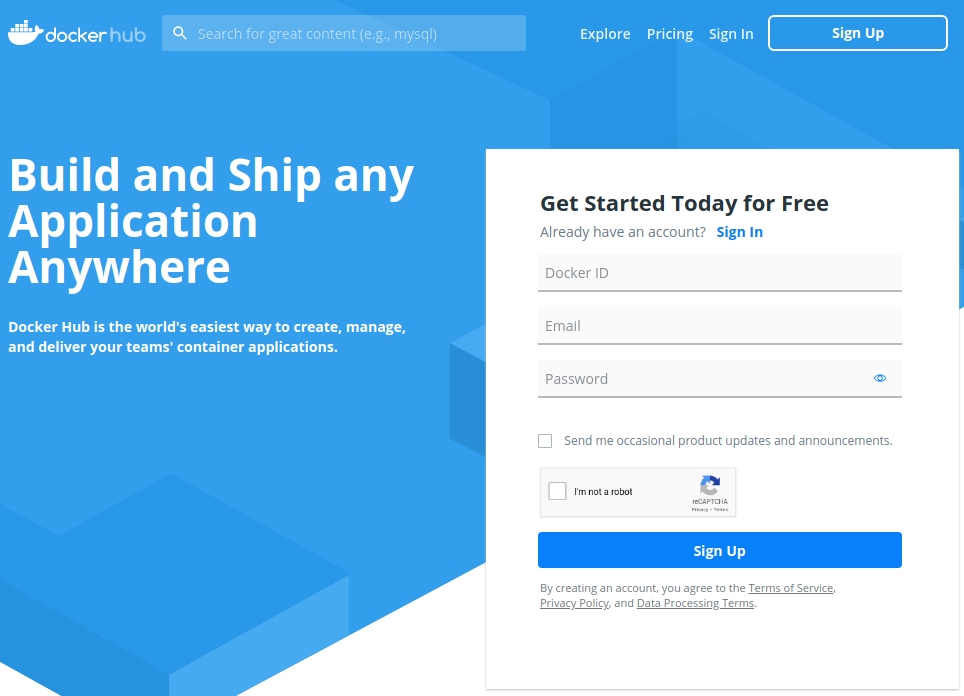 dockerhub
Search for great content (e.g., mysql)
Explore
Pricing
Sign In
Sign Up
Build and Ship any
Application
Anywhere
Docker Hub is the world's easiest way to create, manage,
and deliver your teams' container applications.
Get Started Today for Free
Already have an account? Sign In
Docker ID
Email
Password
Send me occasional product updates and announcements.
I'm not a robot
reCAPTCHA
Privacy - Terms
Sign Up
By creating an account, you agree to the Terms of Service,
Privacy Policy, and Data Processing Terms.